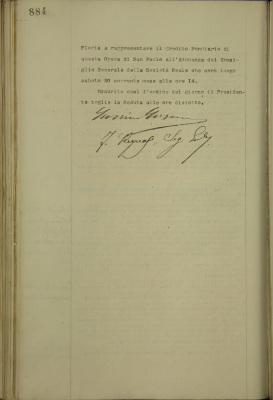 884
Floris a rappresentare il Credito Fondiario di
questa Opera di San Paolo all'adunanza del Consi-
glio Generale della Società Reale che avrà luogo
sabato 30 corrente mese alle ore 14.
Esaurito così l'ordine del giorno il Presiden-
te toglie la seduta alle ore diciotto.